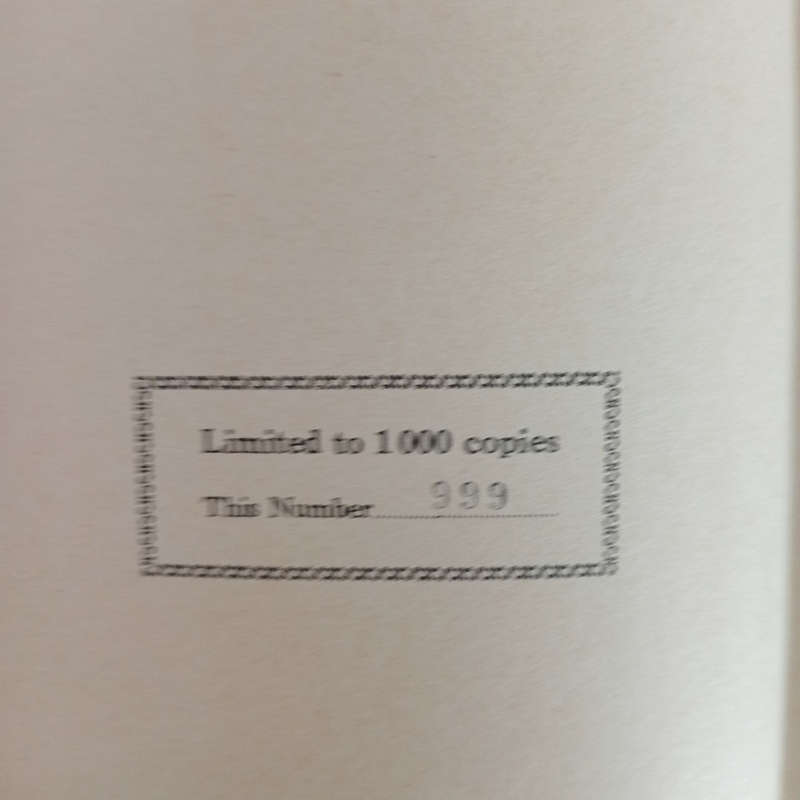 Limited to 1000 copies
This Number........999........